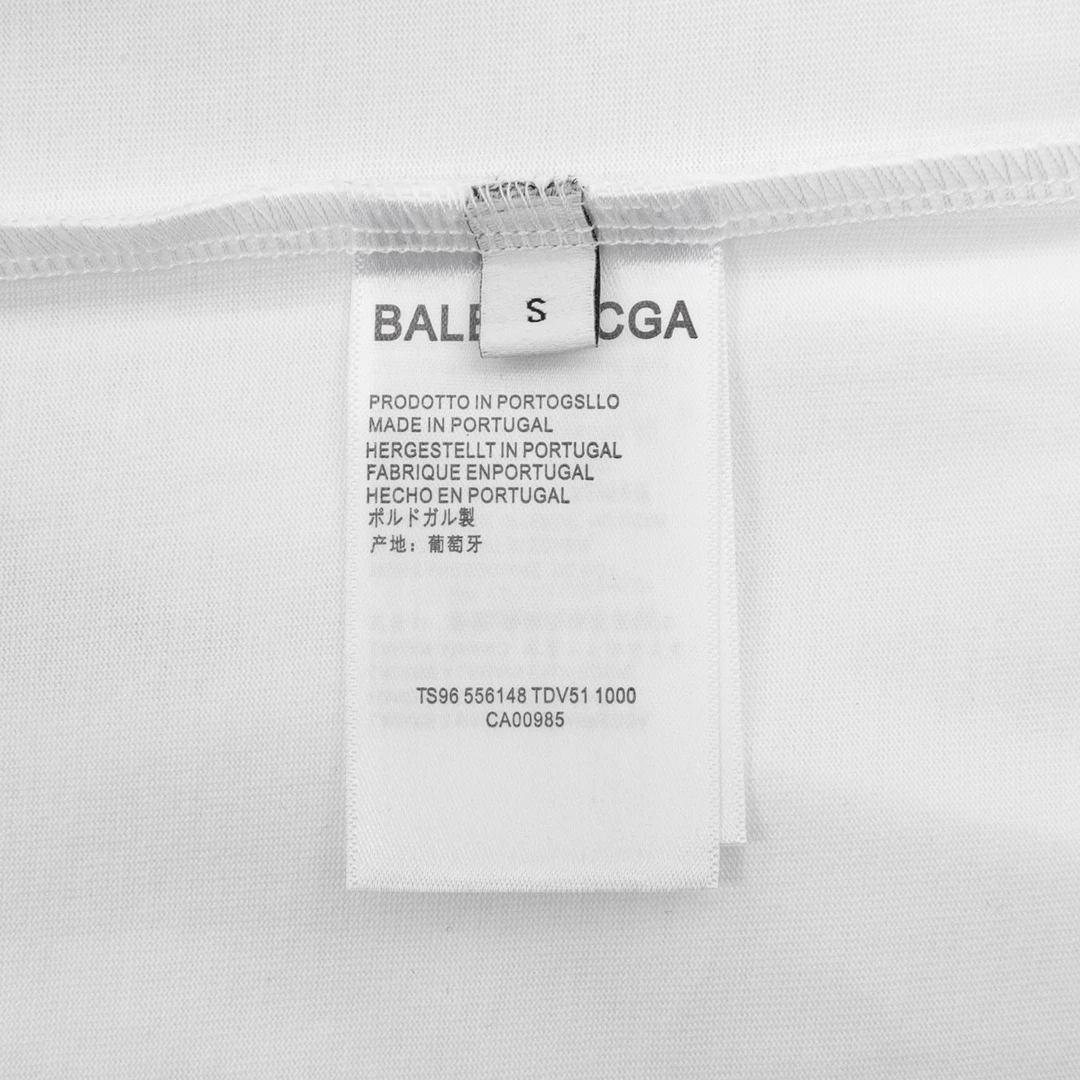 S
BALE CGA
PRODOTTO IN PORTOGSLLO
MADE IN PORTUGAL
HERGESTELLT IN PORTUGAL
FABRIQUE ENPORTUGAL
HECHO EN PORTUGAL
ポルドガル製
产地：葡萄牙
TS96 556148 TDV51 1000
CA00985